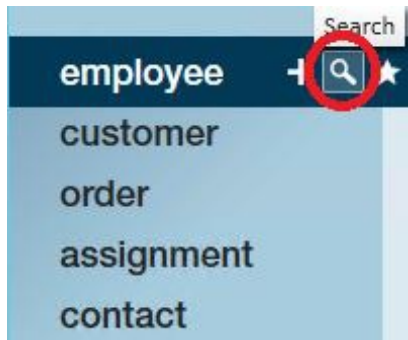 Search
employee
customer
order
assignment
contact